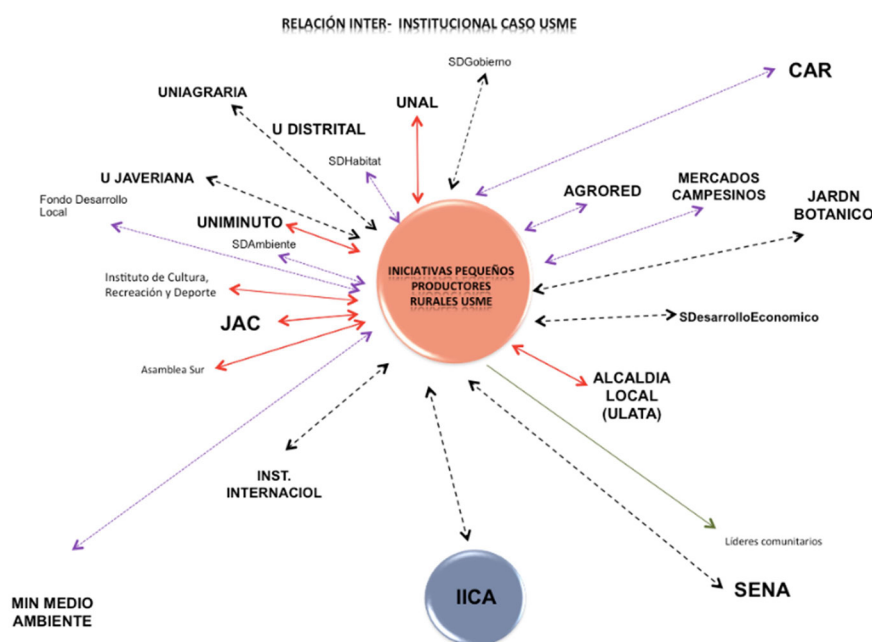 RELACIÓN INTER- INSTITUCIONAL CASO USME
SDGobierno
CAR
UNIAGRARIA
UNAL
U DISTRITAL
SDHabitat
U JAVERIANA
AGRORED
MERCADOS
CAMPESINOS
JARDN
BOTANICO
Fondo Desarrollo
Local
UNIMINUTO
SDAmbiente
INICIATIVAS PEQUEÑOS
PRODUCTORES
RURALES USME
Instituto de Cultura,
Recreación y Deporte
JAC
SDesarrolloEconomico
Asamblea Sur
ALCALDIA
LOCAL
(ULATA)
INST.
INTERNACIOL
Líderes comunitarios
IICA
SENA
MIN MEDIO
AMBIENTE